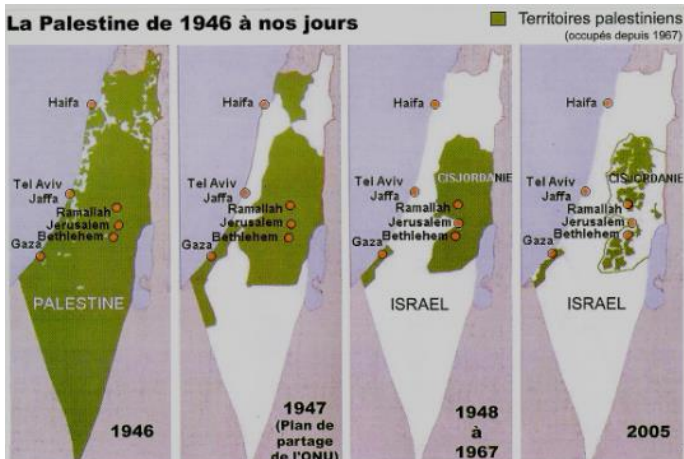 La Palestine de 1946 à nos jours
Territoires palestiniens
(occupés depuis 1967)
Haifa
Tel Aviv
Jaffa
Ramallah
Jerusalem
Bethlehem
Gaza
PALESTINE
1946
Haifa
Tel Aviv
Jaffa
Ramallah
Jerusalem
Bethlehem
Gaza
1947
(Plan de
partage
de l'ONU)
Haifa
CISJORDANIE
Tel Aviv
Jaffa
Ramallah
Jerusalem
Bethlehem
Gaza
ISRAEL
1948
à
1967
Haifa
CISJORDANIE
Tel Aviv
Jaffa
Ramallah
Jerusalem
Bethlehem
Gaza
ISRAEL
2005